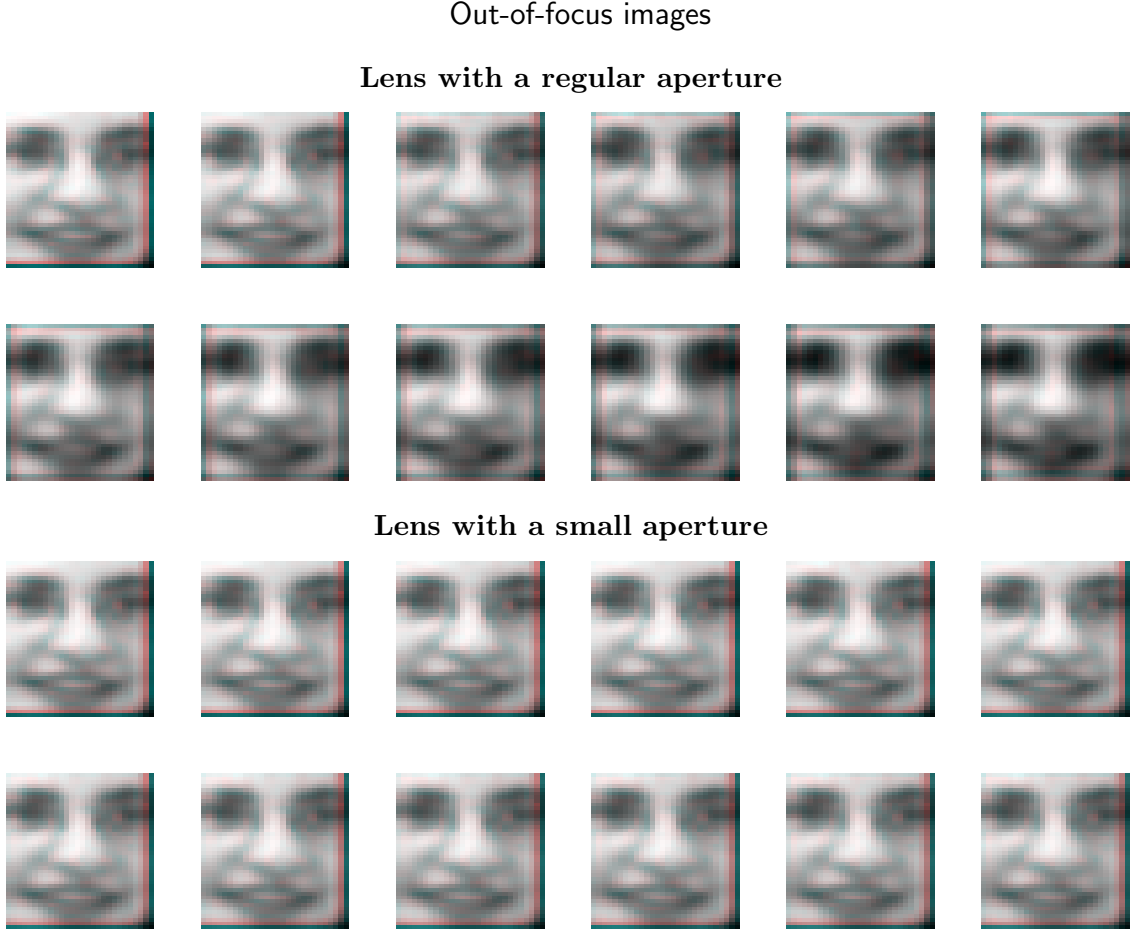 Out-of-focus images
Lens with a regular aperture
Lens with a small aperture